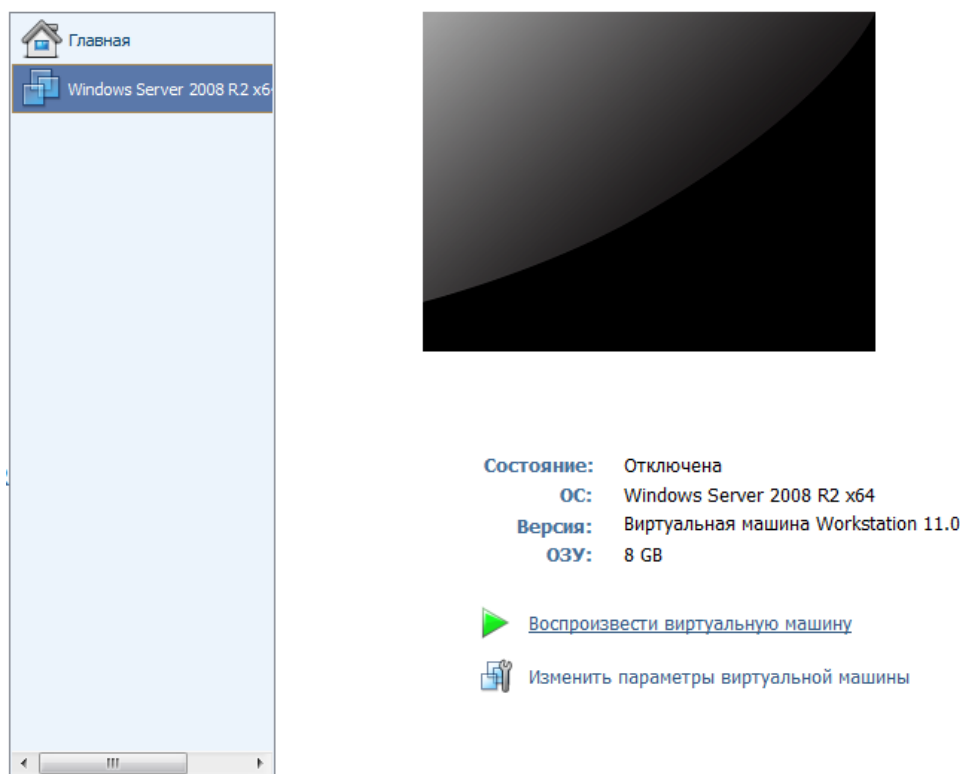 Главная
Windows Server 2008 R2 x6
Состояние: Отключена
ОС: Windows Server 2008 R2 x64
Версия: Виртуальная машина Workstation 11.0
ОЗУ: 8 GB
Воспроизвести виртуальную машину
Изменить параметры виртуальной машины